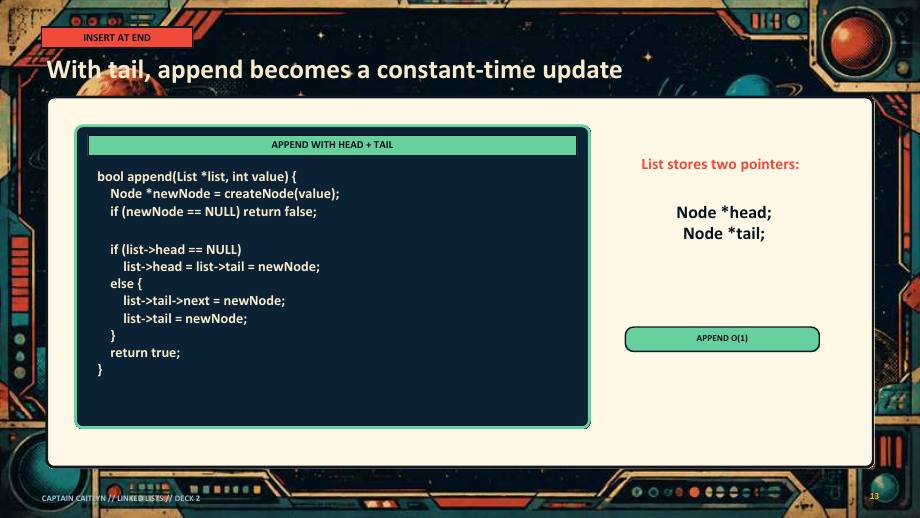 INSERT AT END
With tail, append becomes a constant-time update
APPEND WITH HEAD + TAIL
bool append(List *list, int value) {
    Node *newNode = createNode(value);
    if (newNode == NULL) return false;

    if (list->head == NULL)
        list->head = list->tail = newNode;
    else {
        list->tail->next = newNode;
        list->tail = newNode;
    }
    return true;
}
List stores two pointers:
Node *head;
Node *tail;
APPEND O(1)
CAPTAIN CAITLYN // LINKED LISTS // DECK 2
13